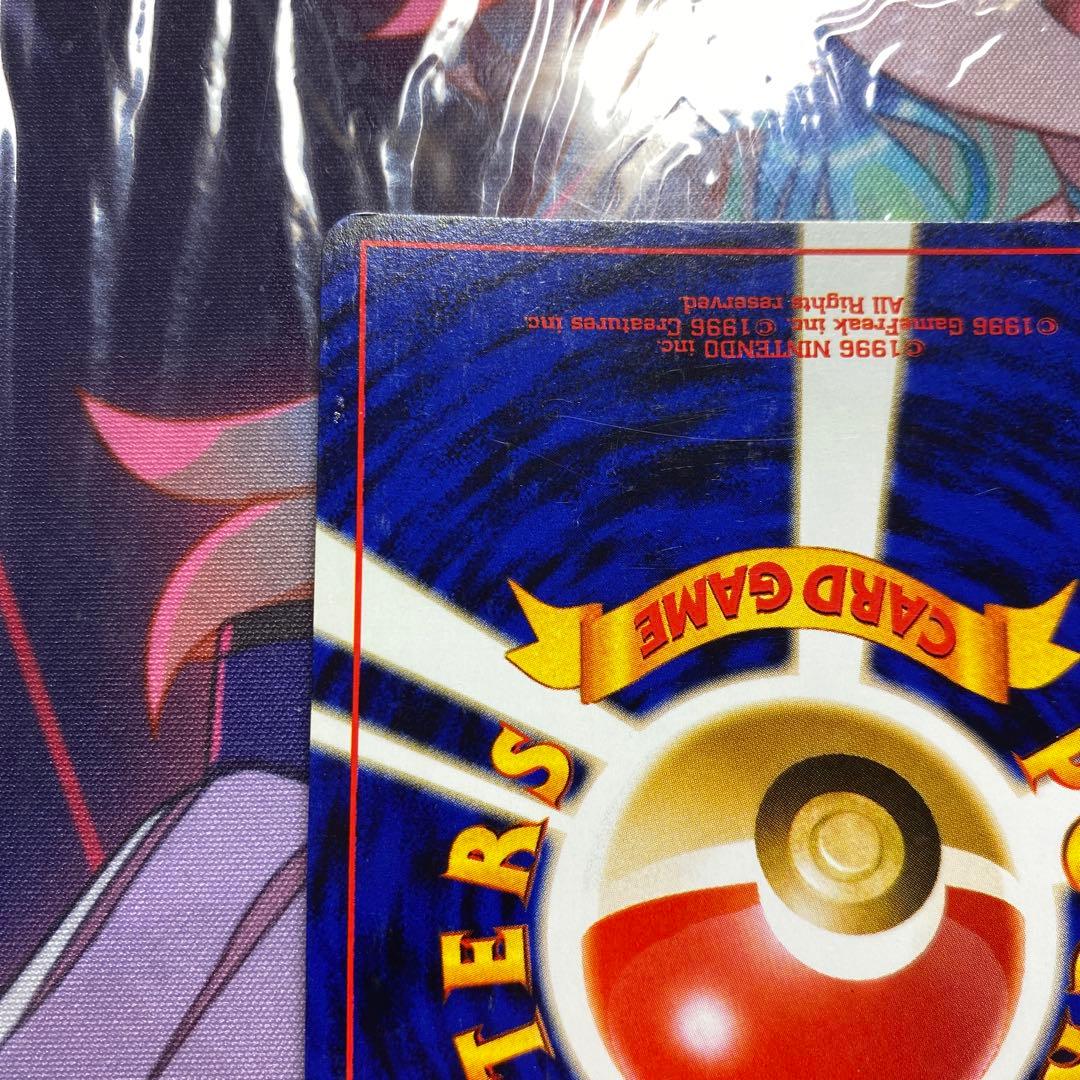 ©1996 NINTENDO inc.
©1996 GameFreak inc. ©1996 Creatures inc.
All Rights reserved.
CARD GAME
TERS